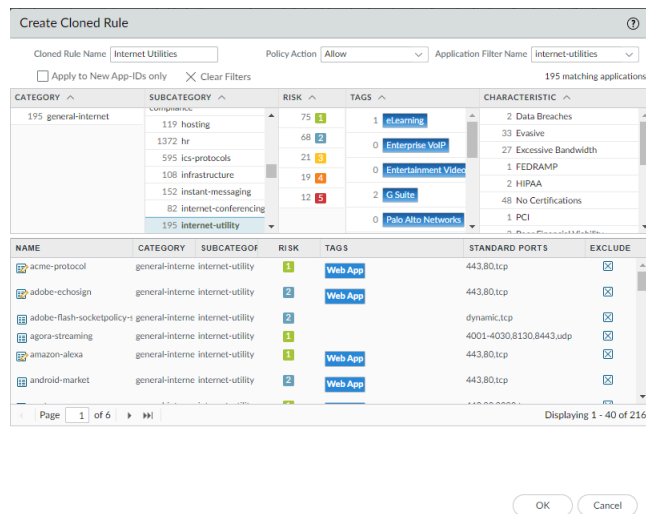 Create Cloned Rule
Cloned Rule Name Internet Utilities Policy Action Allow Application Filter Name internet-utilities
Apply to New App-IDs only Clear Filters 195 matching applications
CATEGORY SUBCATEGORY RISK TAGS CHARACTERISTIC
195 general-internet
compliance
119 hosting
1372 hr
595 ics-protocols
108 infrastructure
152 instant-messaging
82 internet-conferencing
195 internet-utility
75 1
68 2
21 3
19 4
12 5
1 eLearning
0 Enterprise VoIP
0 Entertainment Video
2 G Suite
0 Palo Alto Networks
2 Data Breaches
33 Evasive
27 Excessive Bandwidth
1 FEDRAMP
2 HIPAA
48 No Certifications
1 PCI
NAME CATEGORY SUBCATEGOR RISK TAGS STANDARD PORTS EXCLUDE
acme-protocol general-interne internet-utility 1 Web App 443,80,tcp
adobe-echosign general-interne internet-utility 2 Web App 443,80,tcp
adobe-flash-socketpolicy-s general-interne internet-utility 2 dynamic,tcp
agora-streaming general-interne internet-utility 1 4001-4030,8130,8443,udp
amazon-alexa general-interne internet-utility 1 Web App 443,80,tcp
android-market general-interne internet-utility 2 Web App 443,80,tcp
Page 1 of 6 Displaying 1 - 40 of 216
OK Cancel